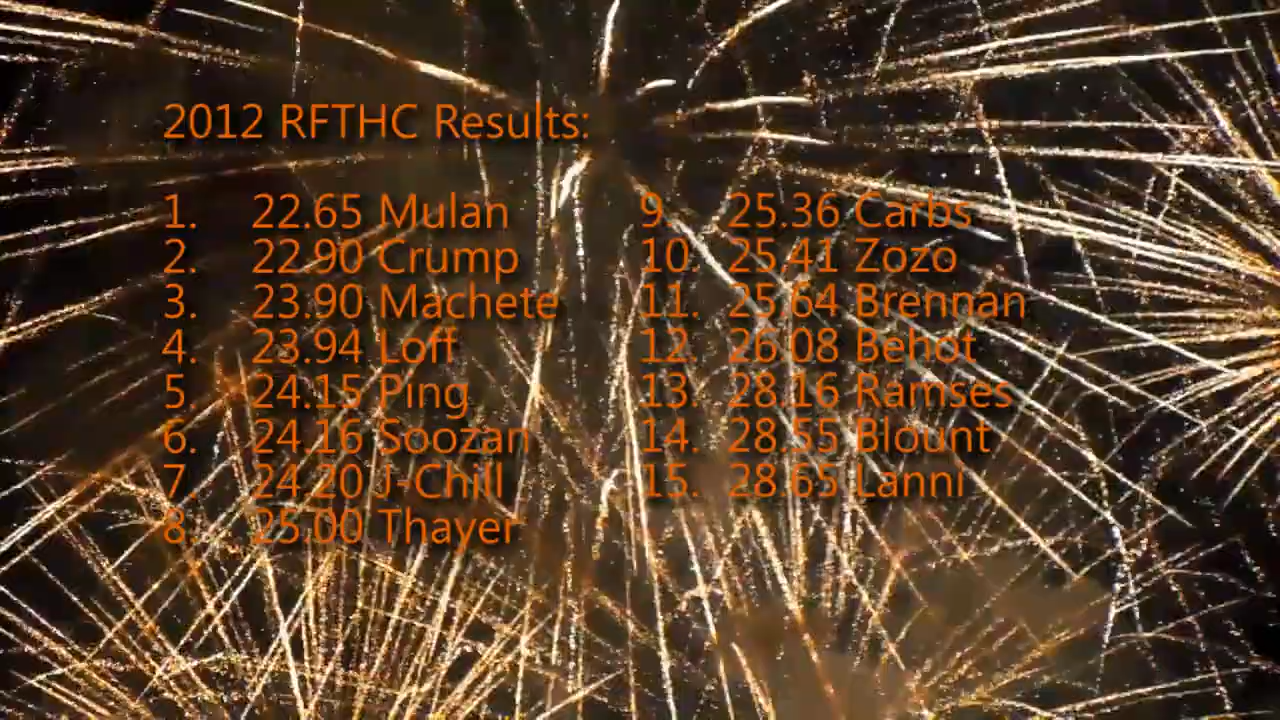 2012 RFTHC Results:
1. 22.65 Mulan
2. 22.90 Crump
3. 23.90 Machete
4. 23.94 Loff
5. 24.15 Ping
6. 24.16 Soozan
7. 24.20 J-Chill
8. 25.00 Thayer
9. 25.36 Carbs
10. 25.41 Zozo
11. 25.64 Brennan
12. 26.08 Behot
13. 28.16 Ramses
14. 28.55 Blount
15. 28.65 Lanni